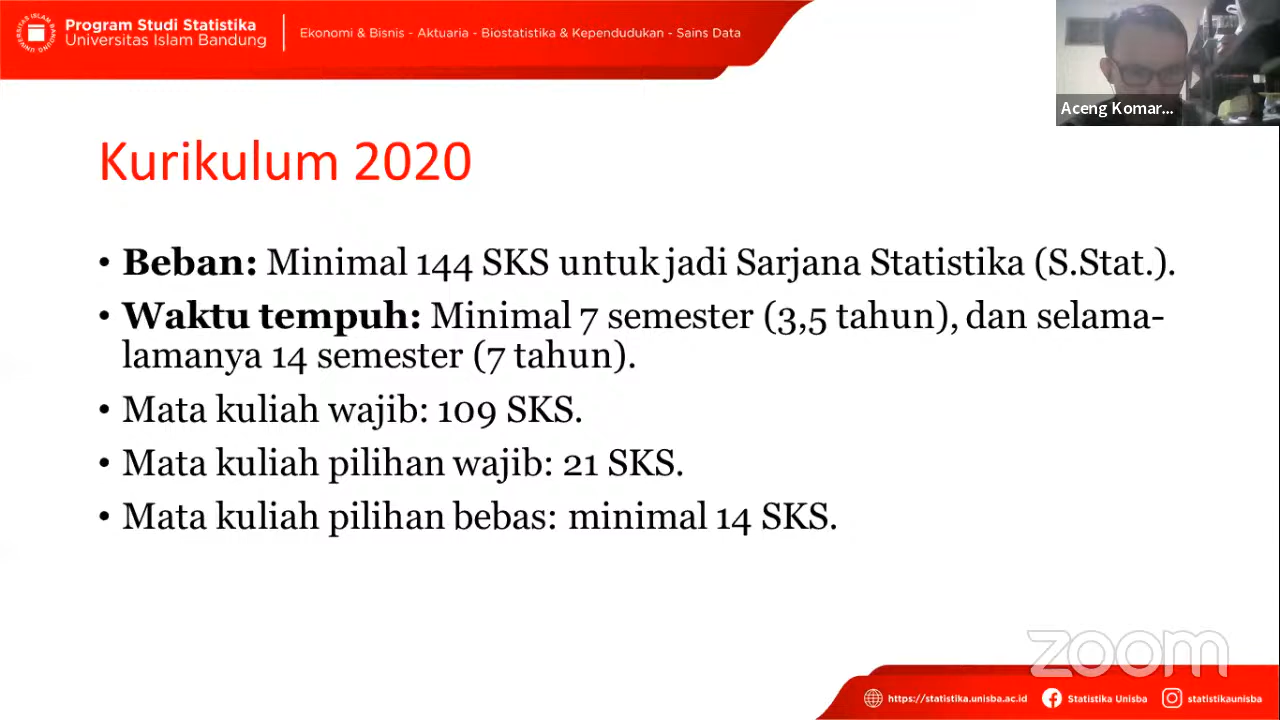 Program Studi Statistika
Universitas Islam Bandung
Ekonomi & Bisnis - Aktuaria - Biostatistika & Kependudukan - Sains Data
UNIVERSITAS ISLAM BANDUNG
Aceng Komar...
Kurikulum 2020
• Beban: Minimal 144 SKS untuk jadi Sarjana Statistika (S.Stat.).
• Waktu tempuh: Minimal 7 semester (3,5 tahun), dan selama-
lamanya 14 semester (7 tahun).
• Mata kuliah wajib: 109 SKS.
• Mata kuliah pilihan wajib: 21 SKS.
• Mata kuliah pilihan bebas: minimal 14 SKS.
zoom
https://statistika.unisba.ac.id
Statistika Unisba
statistikaunisba